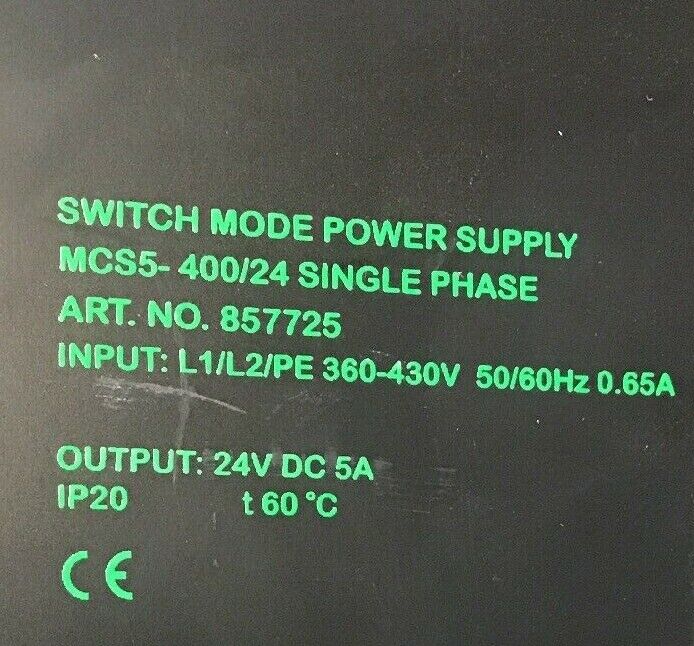 SWITCH MODE POWER SUPPLY
MCS5- 400/24 SINGLE PHASE
ART. NO. 857725
INPUT: L1/L2/PE 360-430V 50/60Hz 0.65A
OUTPUT: 24V DC 5A
IP20 t 60 °C
CE